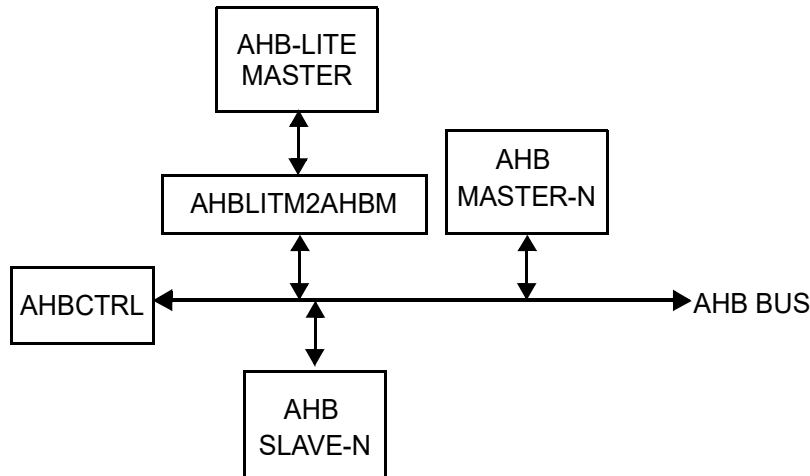 AHB-LITE
MASTER
AHB
MASTER-N
AHBLITM2AHBM
AHBCTRL
AHB BUS
AHB
SLAVE-N